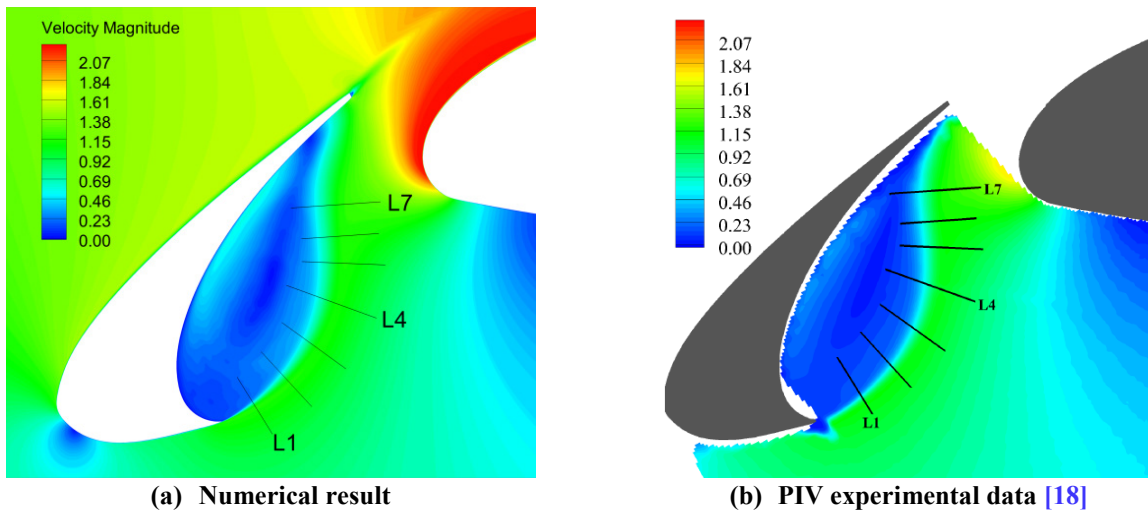 Velocity Magnitude
2.07
1.84
1.61
1.38
1.15
0.92
0.69
0.46
0.23
0.00
L7
L4
L1
2.07
1.84
1.61
1.38
1.15
0.92
0.69
0.46
0.23
0.00
L7
L4
L1
(a) Numerical result
(b) PIV experimental data [18]